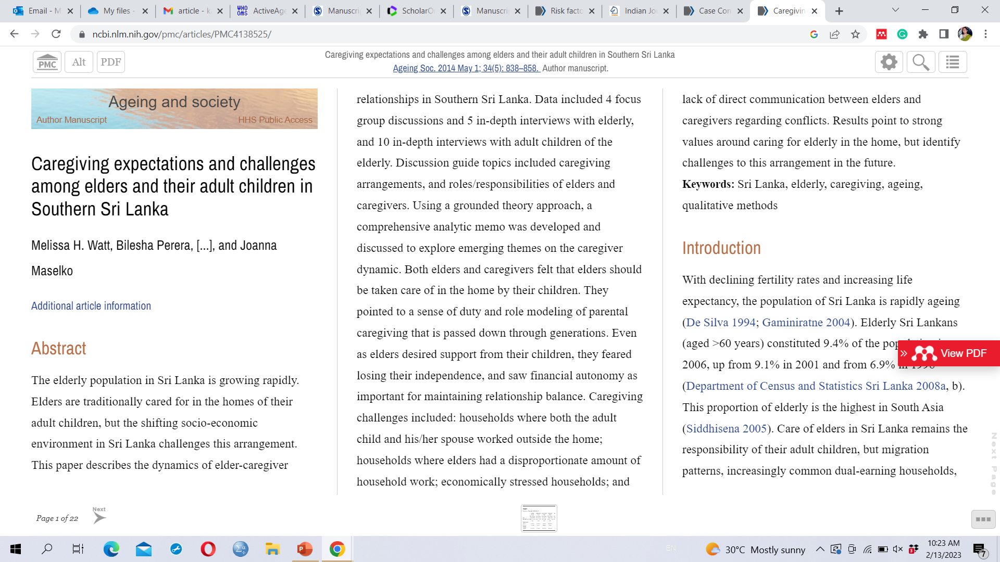 Email - M
My files -
article - k
WHO
OMS
ActiveAge
Manuscri
ScholarO
Manuscri
Risk facto
Indian Jo
Case Con
Caregivin
ncbi.nlm.nih.gov/pmc/articles/PMC4138525/
PMC
Alt
PDF
Caregiving expectations and challenges among elders and their adult children in Southern Sri Lanka
Ageing Soc. 2014 May 1; 34(5): 838–858. Author manuscript.
Ageing and society
Author Manuscript
HHS Public Access
Caregiving expectations and challenges
among elders and their adult children in
Southern Sri Lanka
Melissa H. Watt, Bilesha Perera, [...], and Joanna
Maselko
Additional article information
Abstract
The elderly population in Sri Lanka is growing rapidly.
Elders are traditionally cared for in the homes of their
adult children, but the shifting socio-economic
environment in Sri Lanka challenges this arrangement.
This paper describes the dynamics of elder-caregiver
relationships in Southern Sri Lanka. Data included 4 focus
group discussions and 5 in-depth interviews with elderly,
and 10 in-depth interviews with adult children of the
elderly. Discussion guide topics included caregiving
arrangements, and roles/responsibilities of elders and
caregivers. Using a grounded theory approach, a
comprehensive analytic memo was developed and
discussed to explore emerging themes on the caregiver
dynamic. Both elders and caregivers felt that elders should
be taken care of in the home by their children. They
pointed to a sense of duty and role modeling of parental
caregiving that is passed down through generations. Even
as elders desired support from their children, they feared
losing their independence, and saw financial autonomy as
important for maintaining relationship balance. Caregiving
challenges included: households where both the adult
child and his/her spouse worked outside the home;
households where elders had a disproportionate amount of
household work; economically stressed households; and
lack of direct communication between elders and
caregivers regarding conflicts. Results point to strong
values around caring for elderly in the home, but identify
challenges to this arrangement in the future.
Keywords: Sri Lanka, elderly, caregiving, ageing,
qualitative methods
Introduction
With declining fertility rates and increasing life
expectancy, the population of Sri Lanka is rapidly ageing
(De Silva 1994; Gaminiratne 2004). Elderly Sri Lankans
(aged >60 years) constituted 9.4% of the
2006, up from 9.1% in 2001 and from 6.9%
(Department of Census and Statistics Sri Lanka 2008a, b).
This proportion of elderly is the highest in South Asia
(Siddhisena 2005). Care of elders in Sri Lanka remains the
responsibility of their adult children, but migration
patterns, increasingly common dual-earning households,
» View PDF
Next Page
Page 1 of 22
Next
EN
30°C Mostly sunny
10:23 AM
2/13/2023
3
7